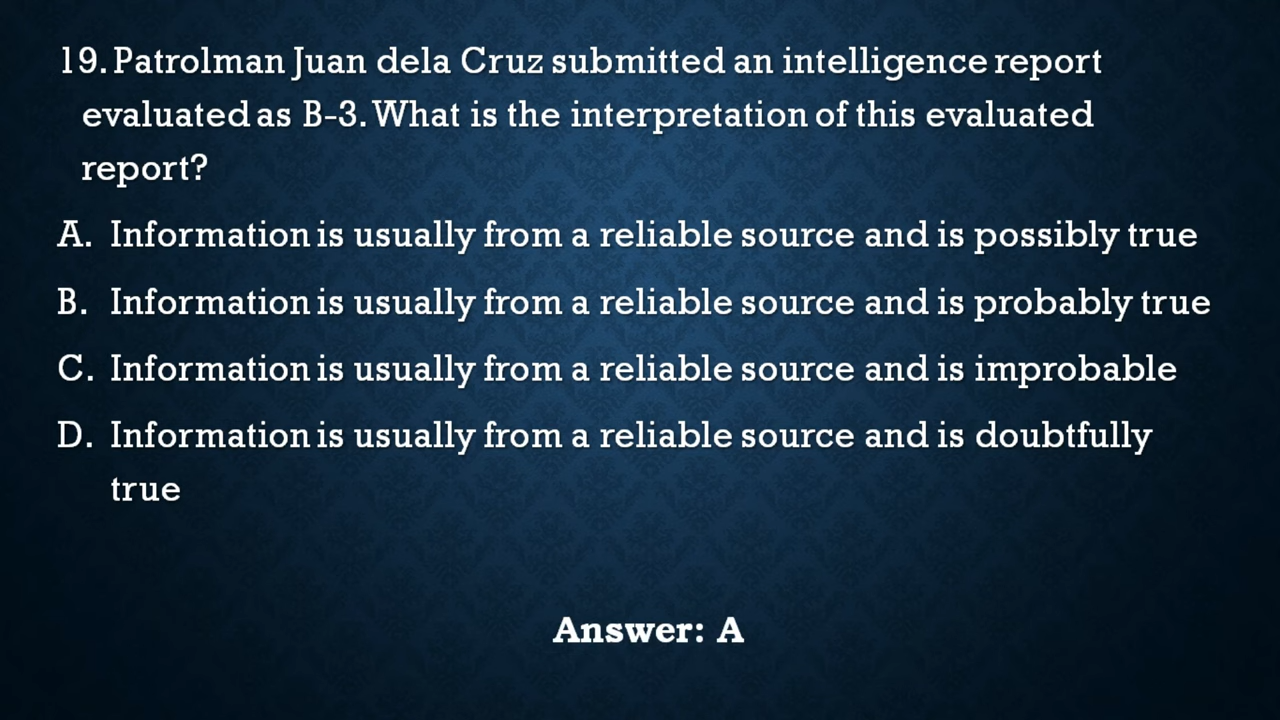 19. Patrolman Juan dela Cruz submitted an intelligence report
evaluated as B-3. What is the interpretation of this evaluated
report?
A. Information is usually from a reliable source and is possibly true
B. Information is usually from a reliable source and is probably true
C. Information is usually from a reliable source and is improbable
D. Information is usually from a reliable source and is doubtfully
true
Answer: A